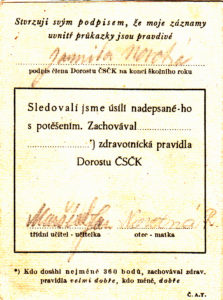 Stvrzuji svým podpisem, že moje záznamy
uvnitř průkazky jsou pravdivé
Jarmila
podpis člena Dorostu ČSČK na konci školního roku
Sledovali jsme úsilí nadepsané-ho
s potěšením. Zachovával
*) zdravotnická pravidla
Dorostu ČSČK
Novotná
třídní učitel - učitelka otec - matka
*) Kdo dosáhl nejméně 360 bodů, zachovával zdrav.
pravidla velmi dobře, kdo méně, dobře
Č. A. T.